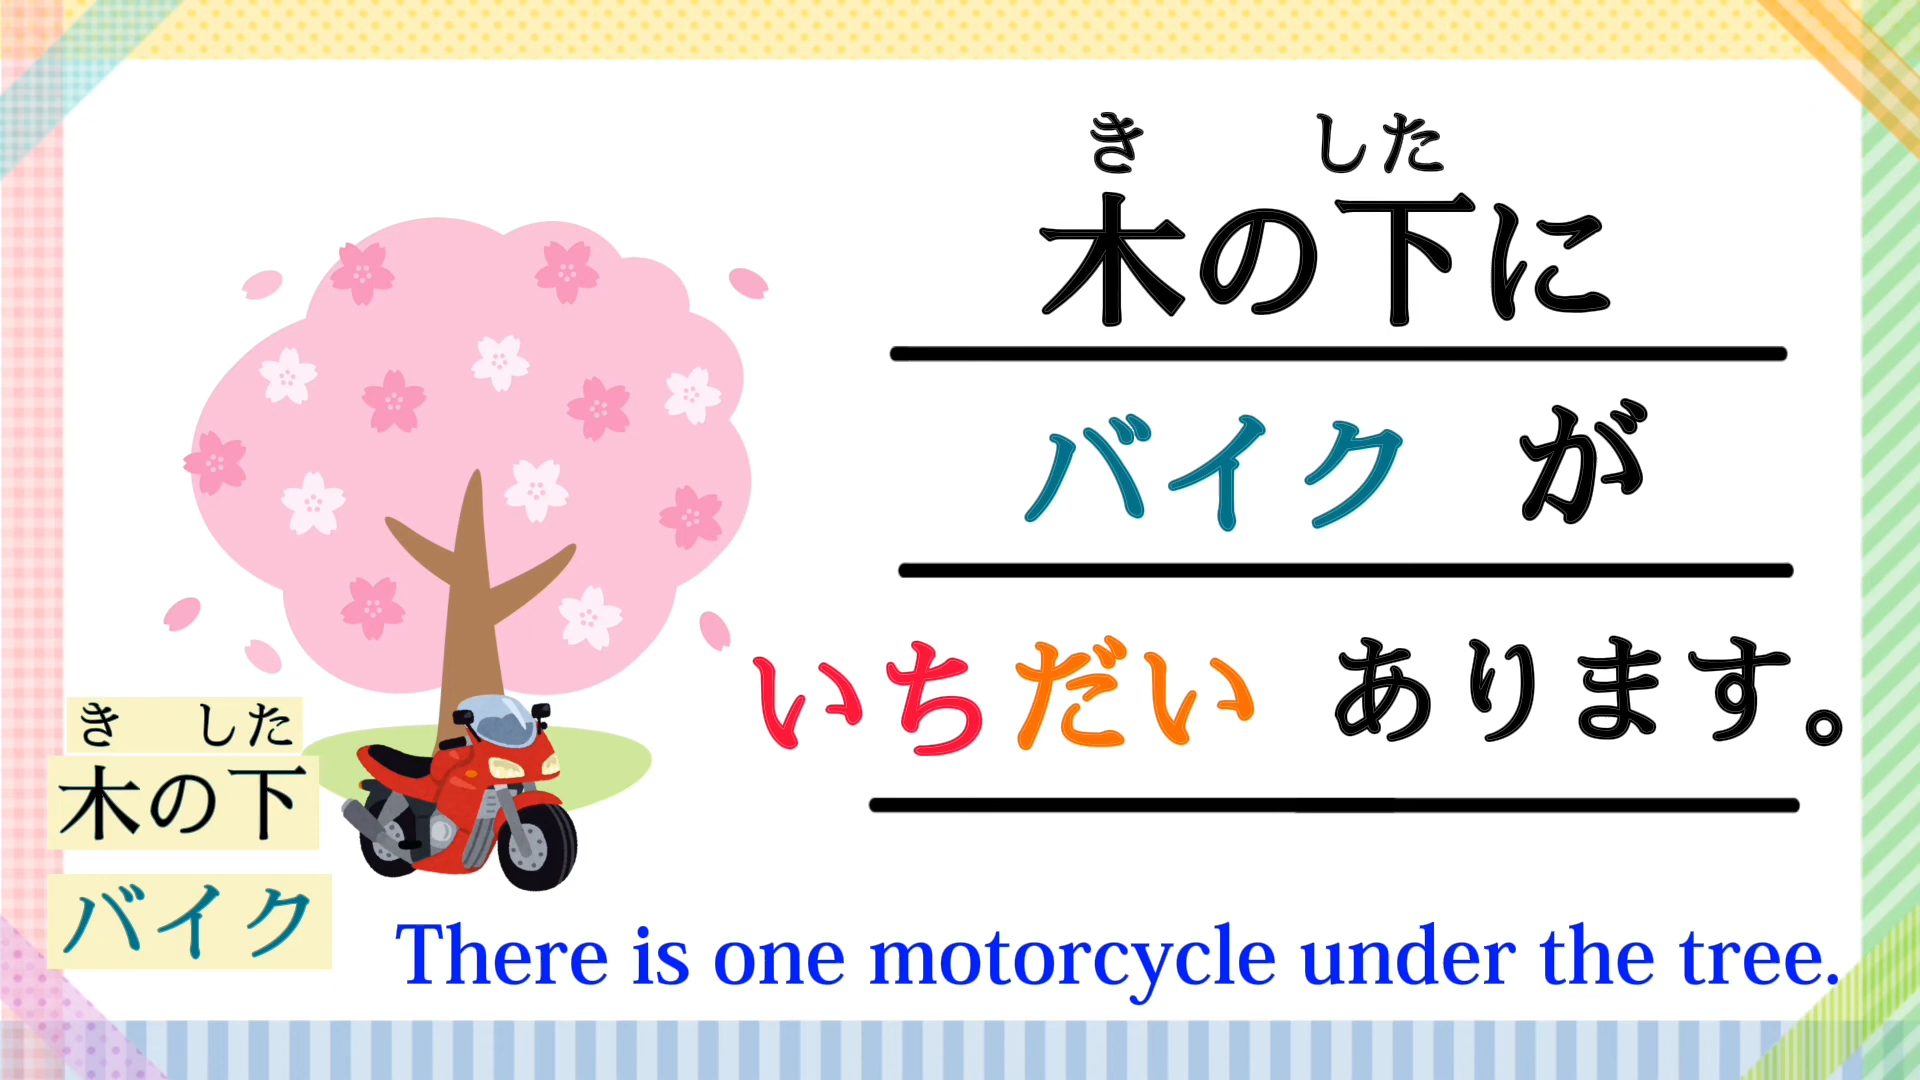 き した
木の下に
バイク が
いちだい あります。
き した
木の下
バイク
There is one motorcycle under the tree.